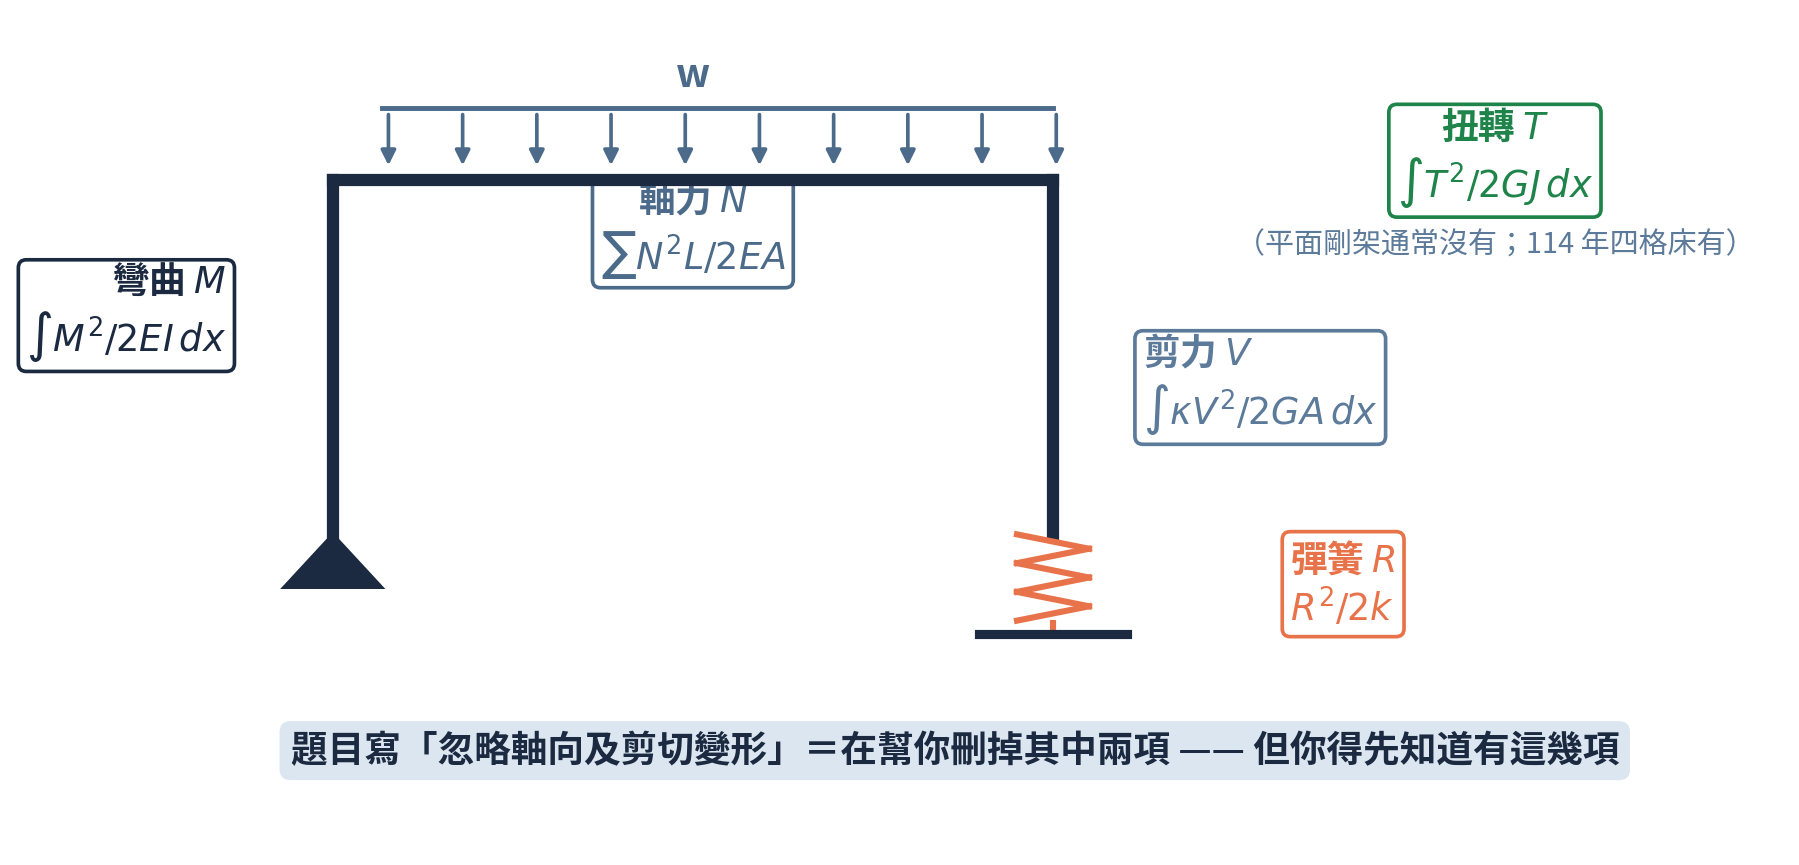 w
扭轉 T
∫T²/2GJ dx
（平面剛架通常沒有；114 年四格床有）
軸力 N
∑N²L/2EA
彎曲 M
∫M²/2EI dx
剪力 V
∫κV²/2GA dx
彈簧 R
R²/2k
題目寫「忽略軸向及剪切變形」＝在幫你刪掉其中兩項 —— 但你得先知道有這幾項